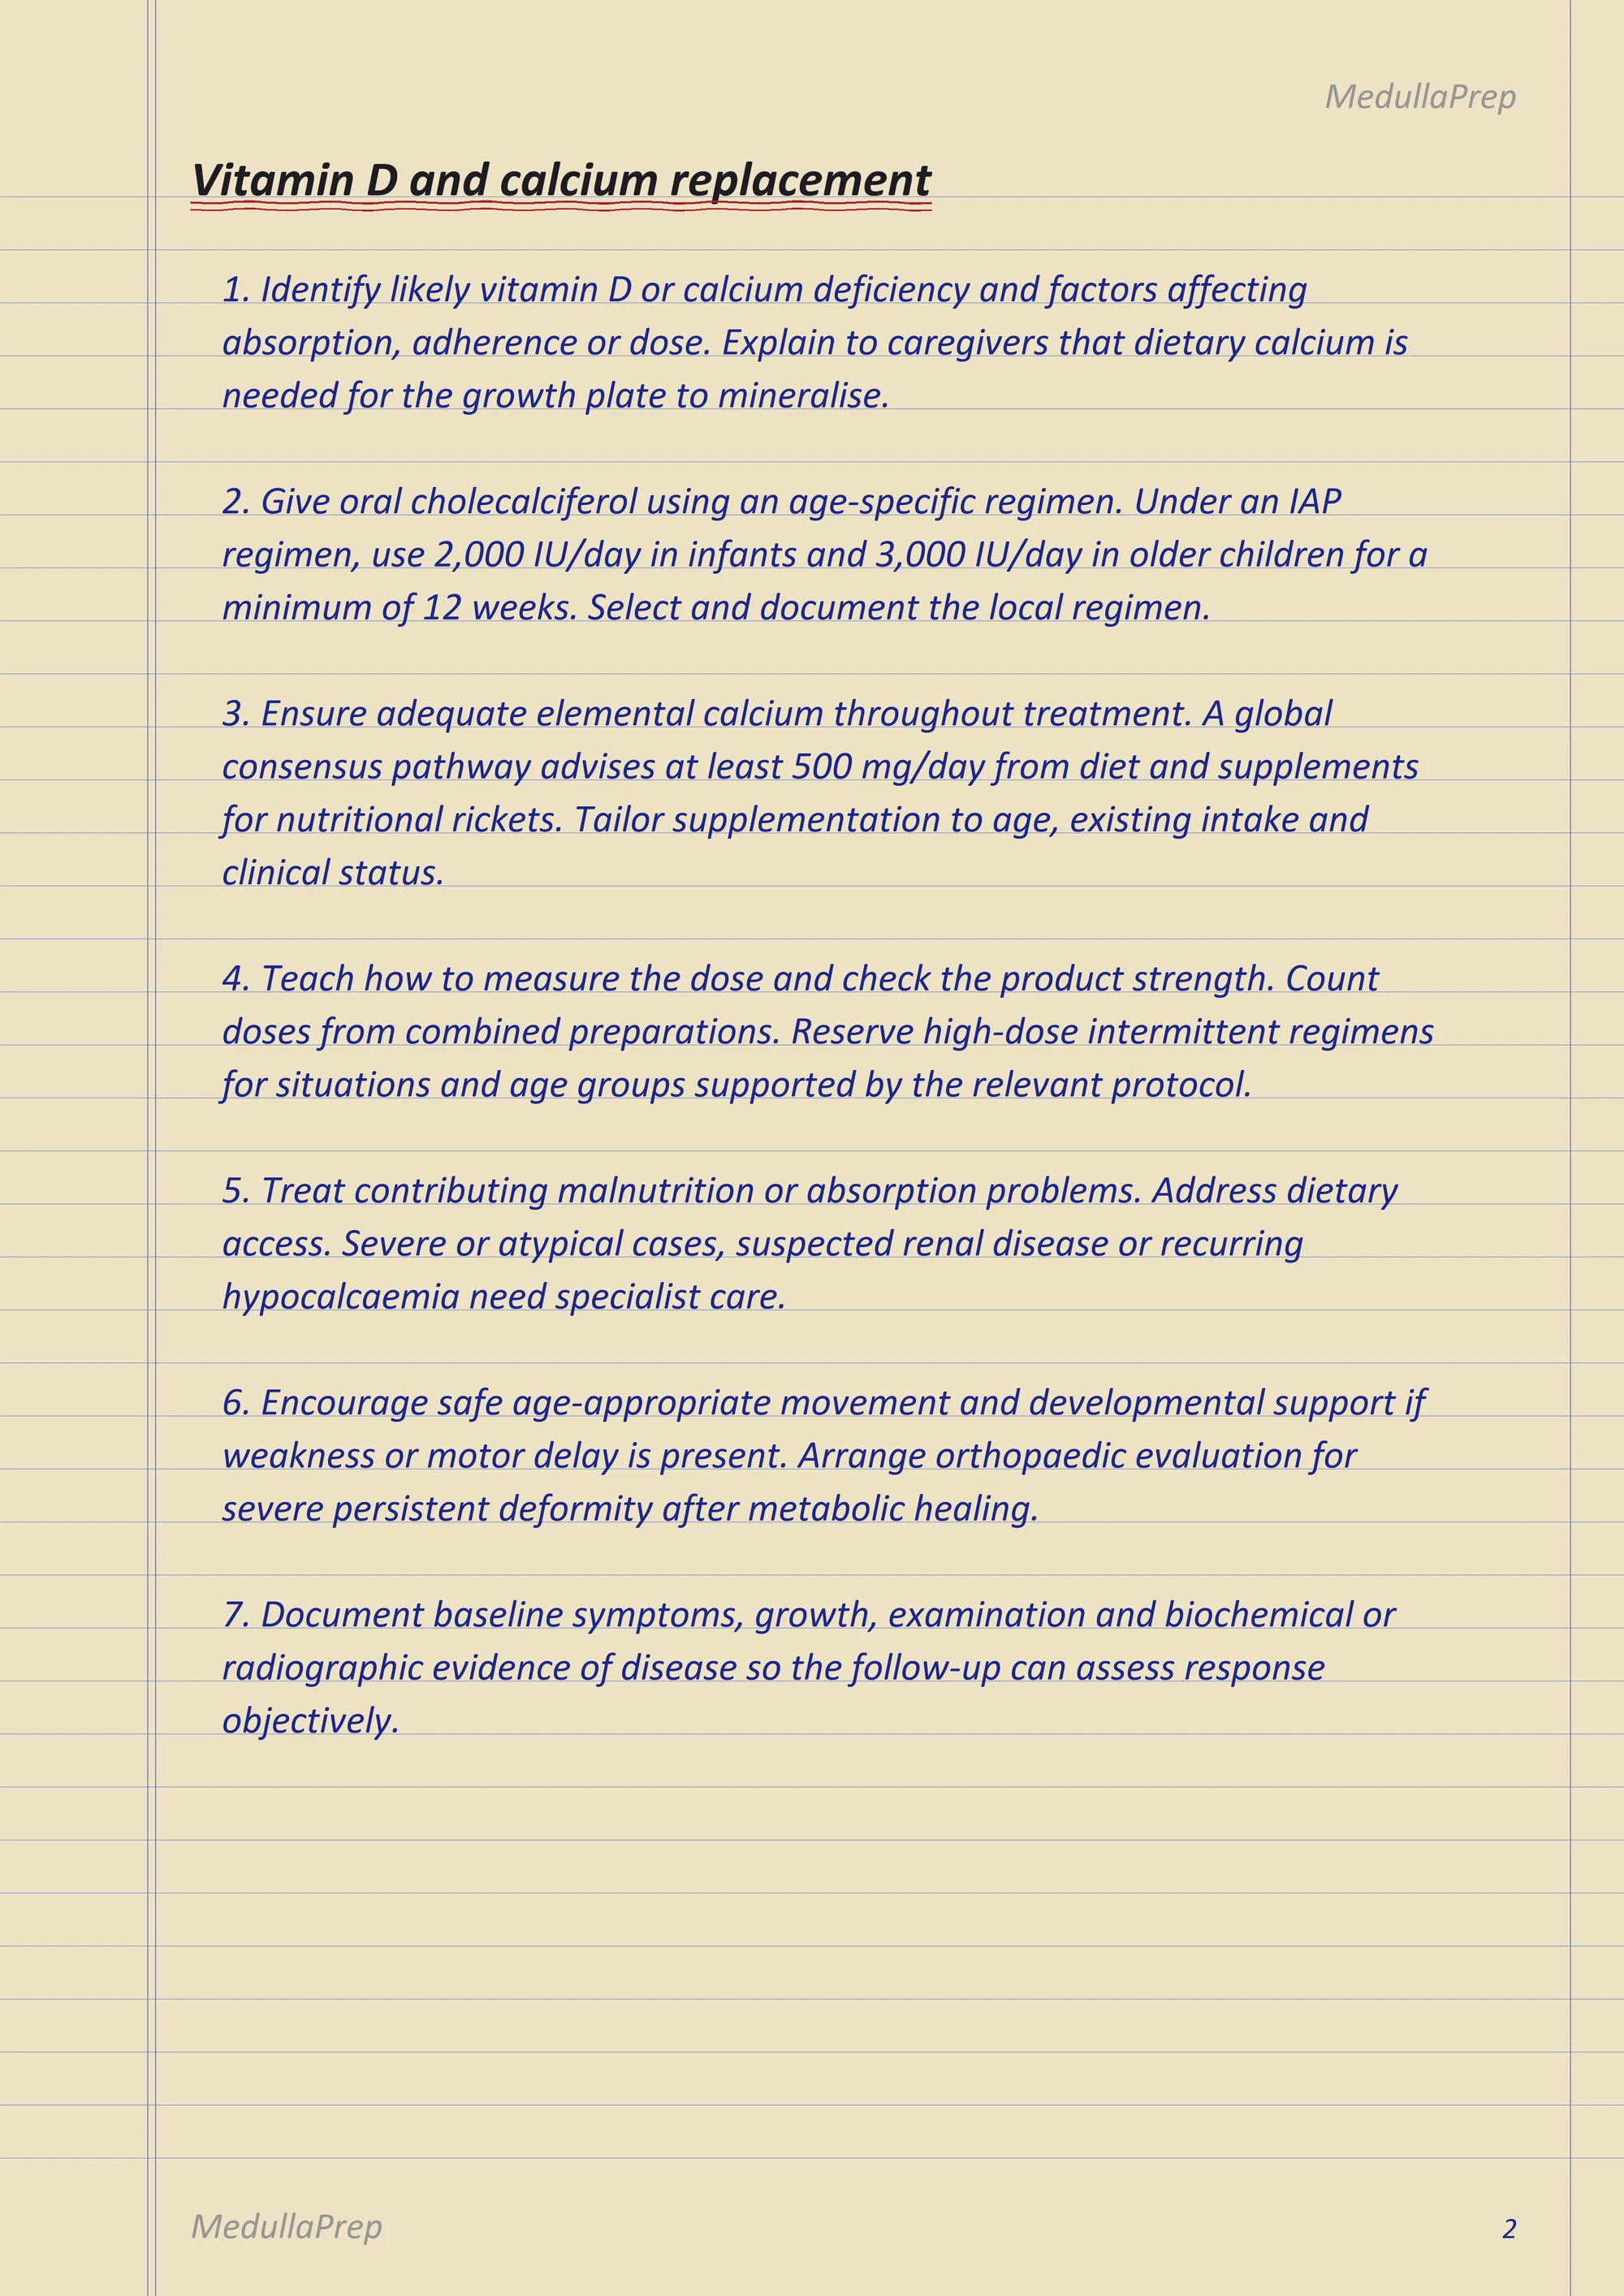 MedullaPrep
Vitamin D and calcium replacement
1. Identify likely vitamin D or calcium deficiency and factors affecting
absorption, adherence or dose. Explain to caregivers that dietary calcium is
needed for the growth plate to mineralise.
2. Give oral cholecalciferol using an age-specific regimen. Under an IAP
regimen, use 2,000 IU/day in infants and 3,000 IU/day in older children for a
minimum of 12 weeks. Select and document the local regimen.
3. Ensure adequate elemental calcium throughout treatment. A global
consensus pathway advises at least 500 mg/day from diet and supplements
for nutritional rickets. Tailor supplementation to age, existing intake and
clinical status.
4. Teach how to measure the dose and check the product strength. Count
doses from combined preparations. Reserve high-dose intermittent regimens
for situations and age groups supported by the relevant protocol.
5. Treat contributing malnutrition or absorption problems. Address dietary
access. Severe or atypical cases, suspected renal disease or recurring
hypocalcaemia need specialist care.
6. Encourage safe age-appropriate movement and developmental support if
weakness or motor delay is present. Arrange orthopaedic evaluation for
severe persistent deformity after metabolic healing.
7. Document baseline symptoms, growth, examination and biochemical or
radiographic evidence of disease so the follow-up can assess response
objectively.
MedullaPrep
2